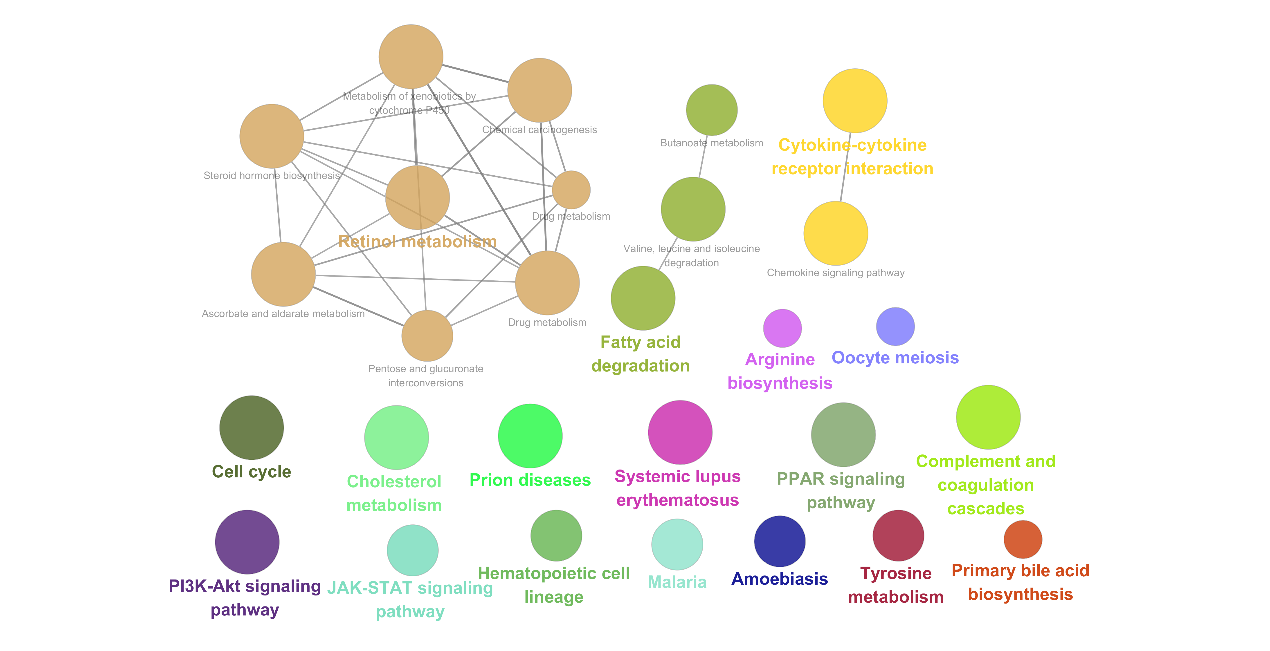 Metabolism of xenobiotics by
cytochrome P450
Chemical carcinogenesis
Steroid hormone biosynthesis
Drug metabolism
Retinol metabolism
Ascorbate and aldarate metabolism
Drug metabolism
Pentose and glucuronate
interconversions
Butanoate metabolism
Valine, leucine and isoleucine
degradation
Fatty acid
degradation
Cytokine-cytokine
receptor interaction
Chemokine signaling pathway
Arginine
biosynthesis
Oocyte meiosis
Cell cycle
Cholesterol
metabolism
Prion diseases
Systemic lupus
erythematosus
PPAR signaling
pathway
Complement and
coagulation
cascades
PI3K-Akt signaling
pathway
JAK-STAT signaling
pathway
Hematopoietic cell
lineage
Malaria
Amoebiasis
Tyrosine
metabolism
Primary bile acid
biosynthesis